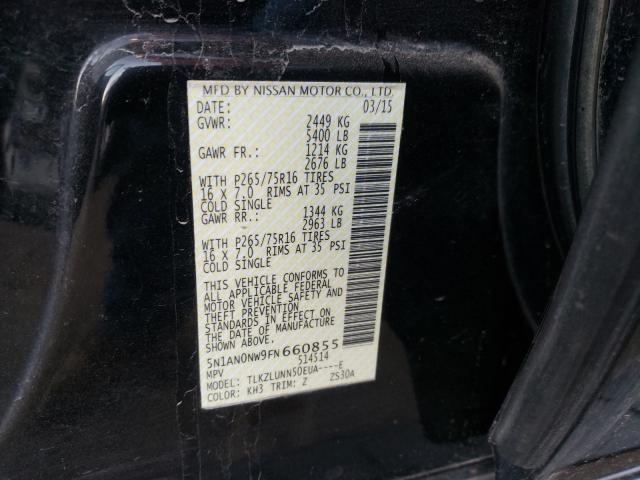 MFD BY NISSAN MOTOR CO., LTD.
DATE: 03/15
GVWR: 2449 KG
5400 LB
GAWR FR.: 1214 KG
2676 LB
WITH P265/75R16 TIRES
16 X 7.0 RIMS AT 35 PSI
COLD SINGLE
GAWR RR.: 1344 KG
2963 LB
WITH P265/75R16 TIRES
16 X 7.0 RIMS AT 35 PSI
COLD SINGLE
THIS VEHICLE CONFORMS TO
ALL APPLICABLE FEDERAL
MOTOR VEHICLE SAFETY AND
THEFT PREVENTION
STANDARDS IN EFFECT ON
THE DATE OF MANUFACTURE
SHOWN ABOVE.
5N1AN0NW9FN660855
MPV 514514
MODEL: TLKZLUNN50EUA----E
COLOR: KH3 TRIM: Z ZS30A